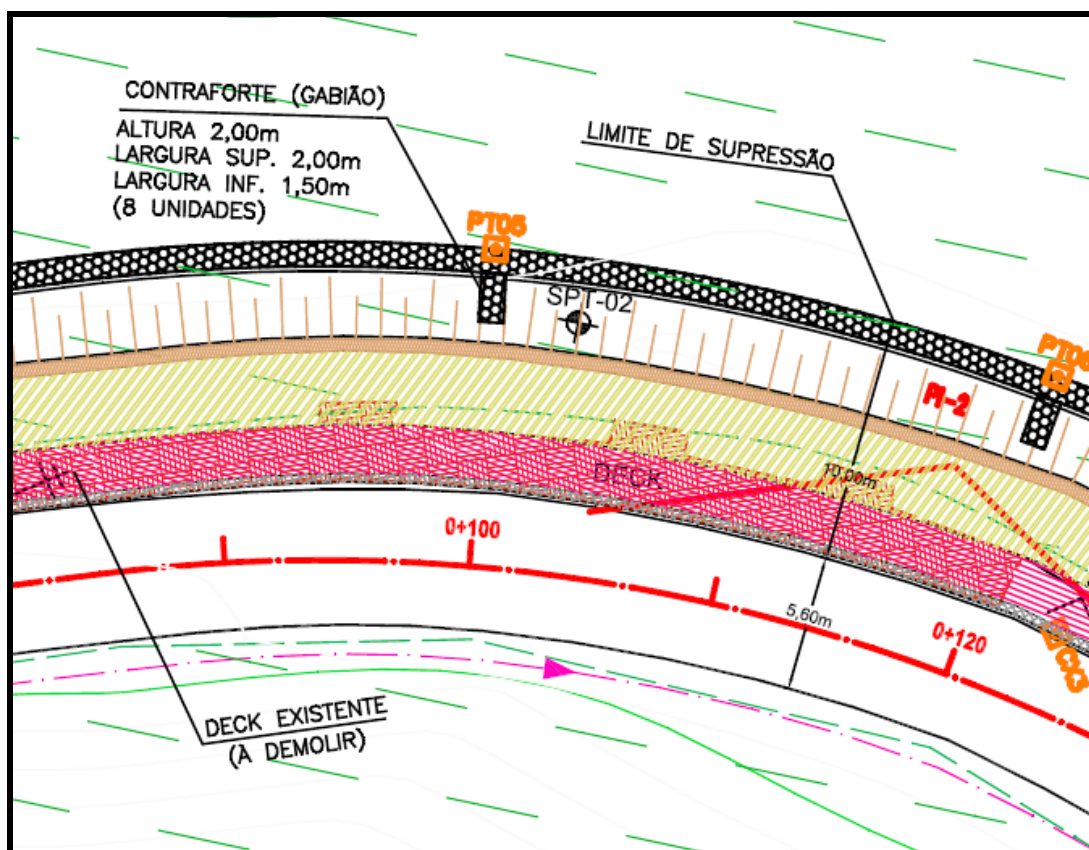 CONTRAFORTE (GABIÃO)
ALTURA 2,00m
LARGURA SUP. 2,00m
LARGURA INF. 1,50m
(8 UNIDADES)
LIMITE DE SUPRESSÃO
PT05
SPT-02
PT06
PI-2
DECK
10,00m
0+100
5,60m
0+120
DECK EXISTENTE
(A DEMOLIR)